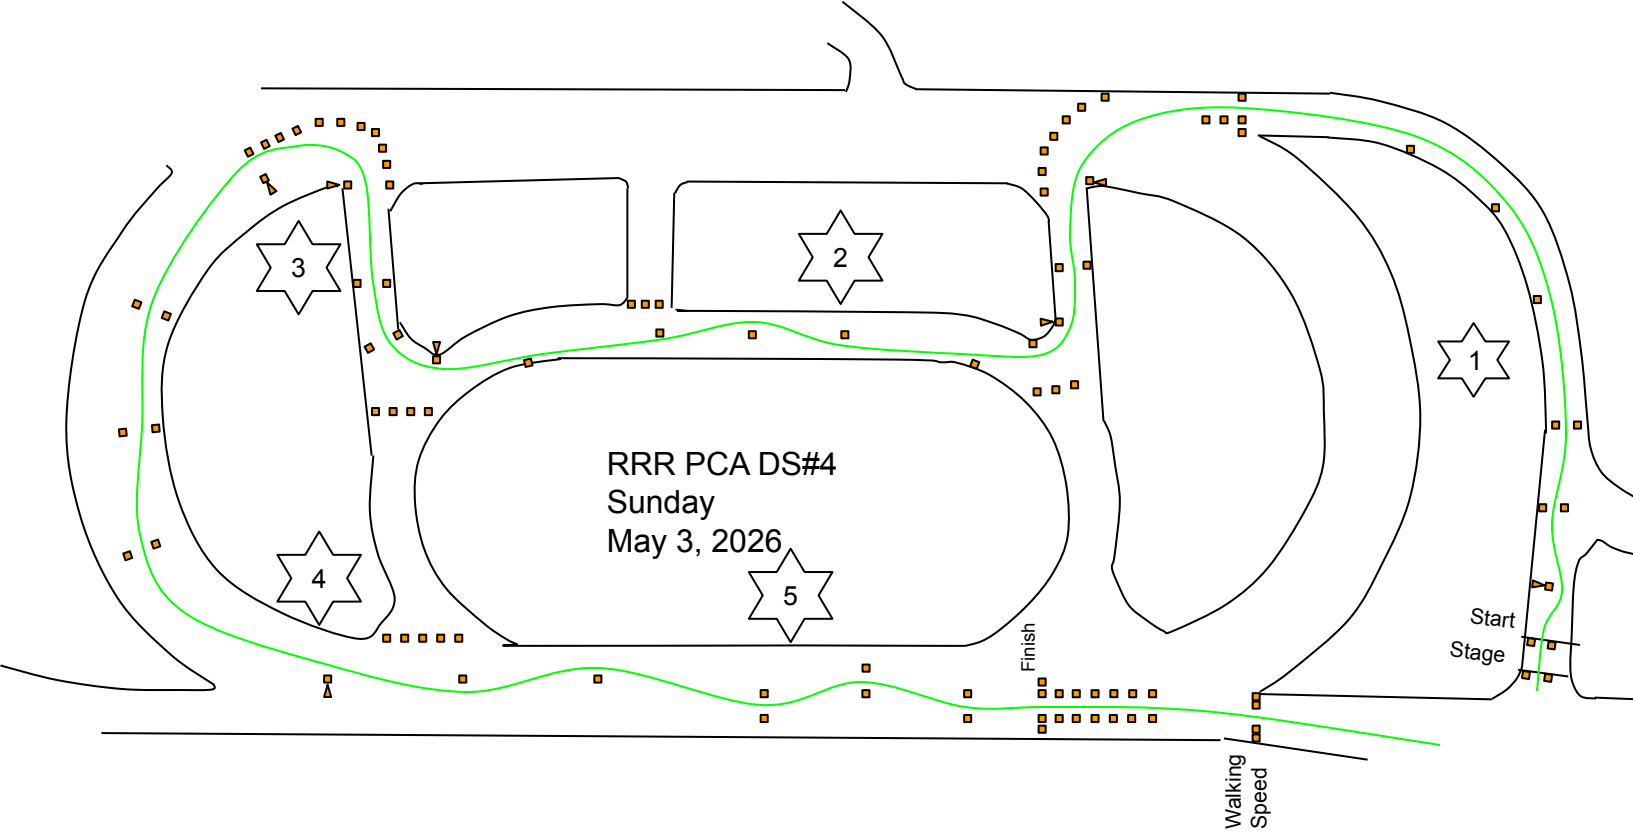 3
2
1
RRR PCA DS#4
Sunday
May 3, 2026
4
5
Start
Stage
Finish
Walking
Speed